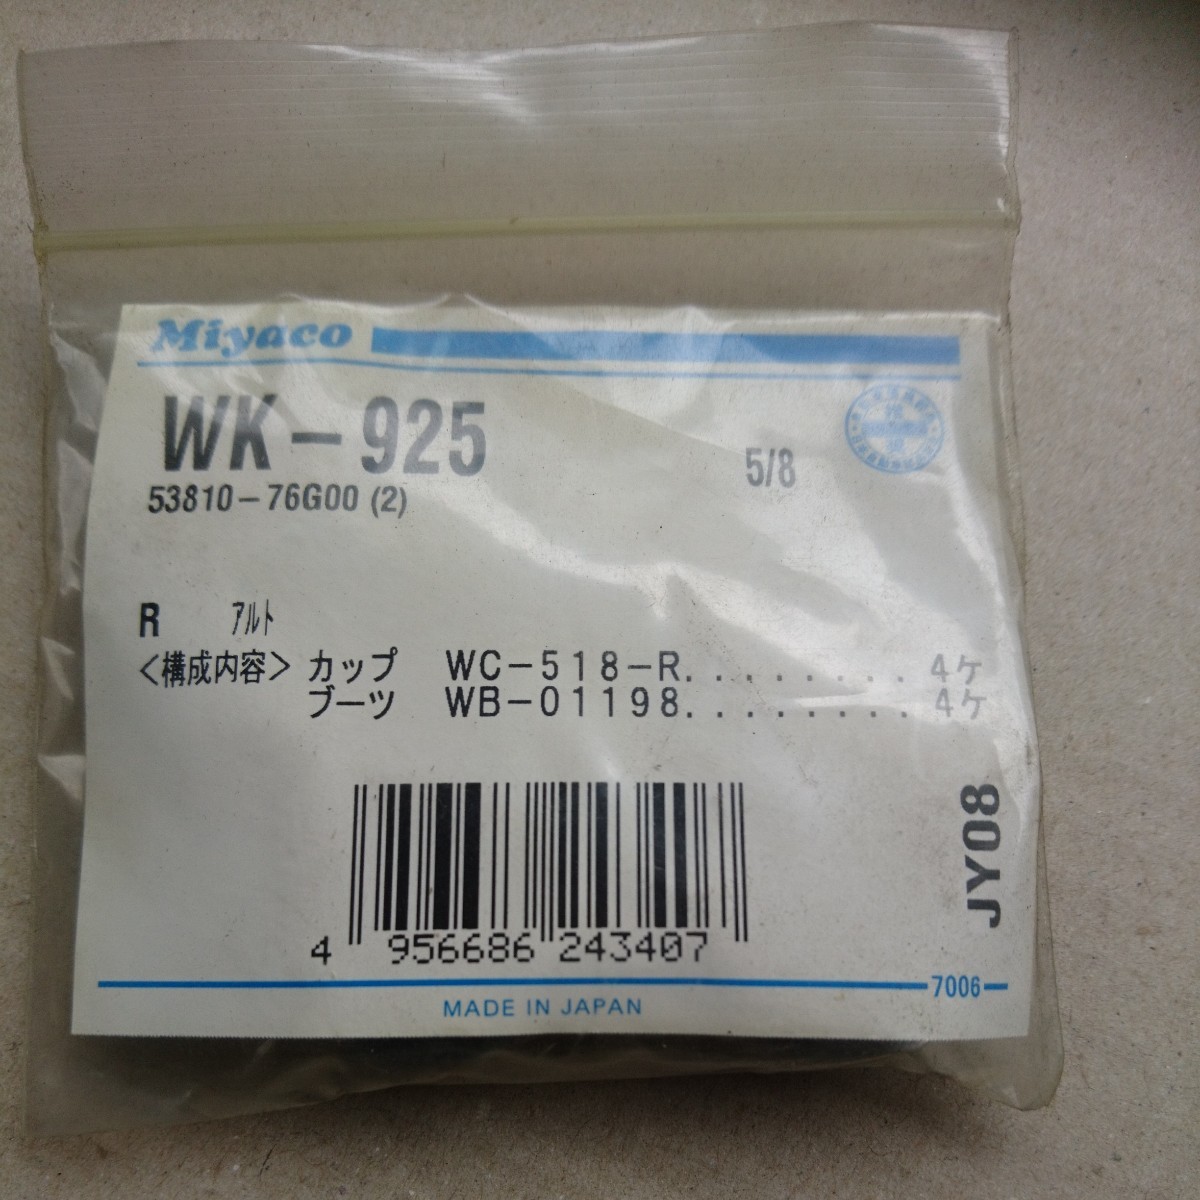 Miyaco
WK-925
5/8
53810-76G00 (2)
R アルト
<構成内容> カップ WC-518-R......... 4ケ
ブーツ WB-01198......... 4ケ
JY08
4 956686 243407
7006
MADE IN JAPAN